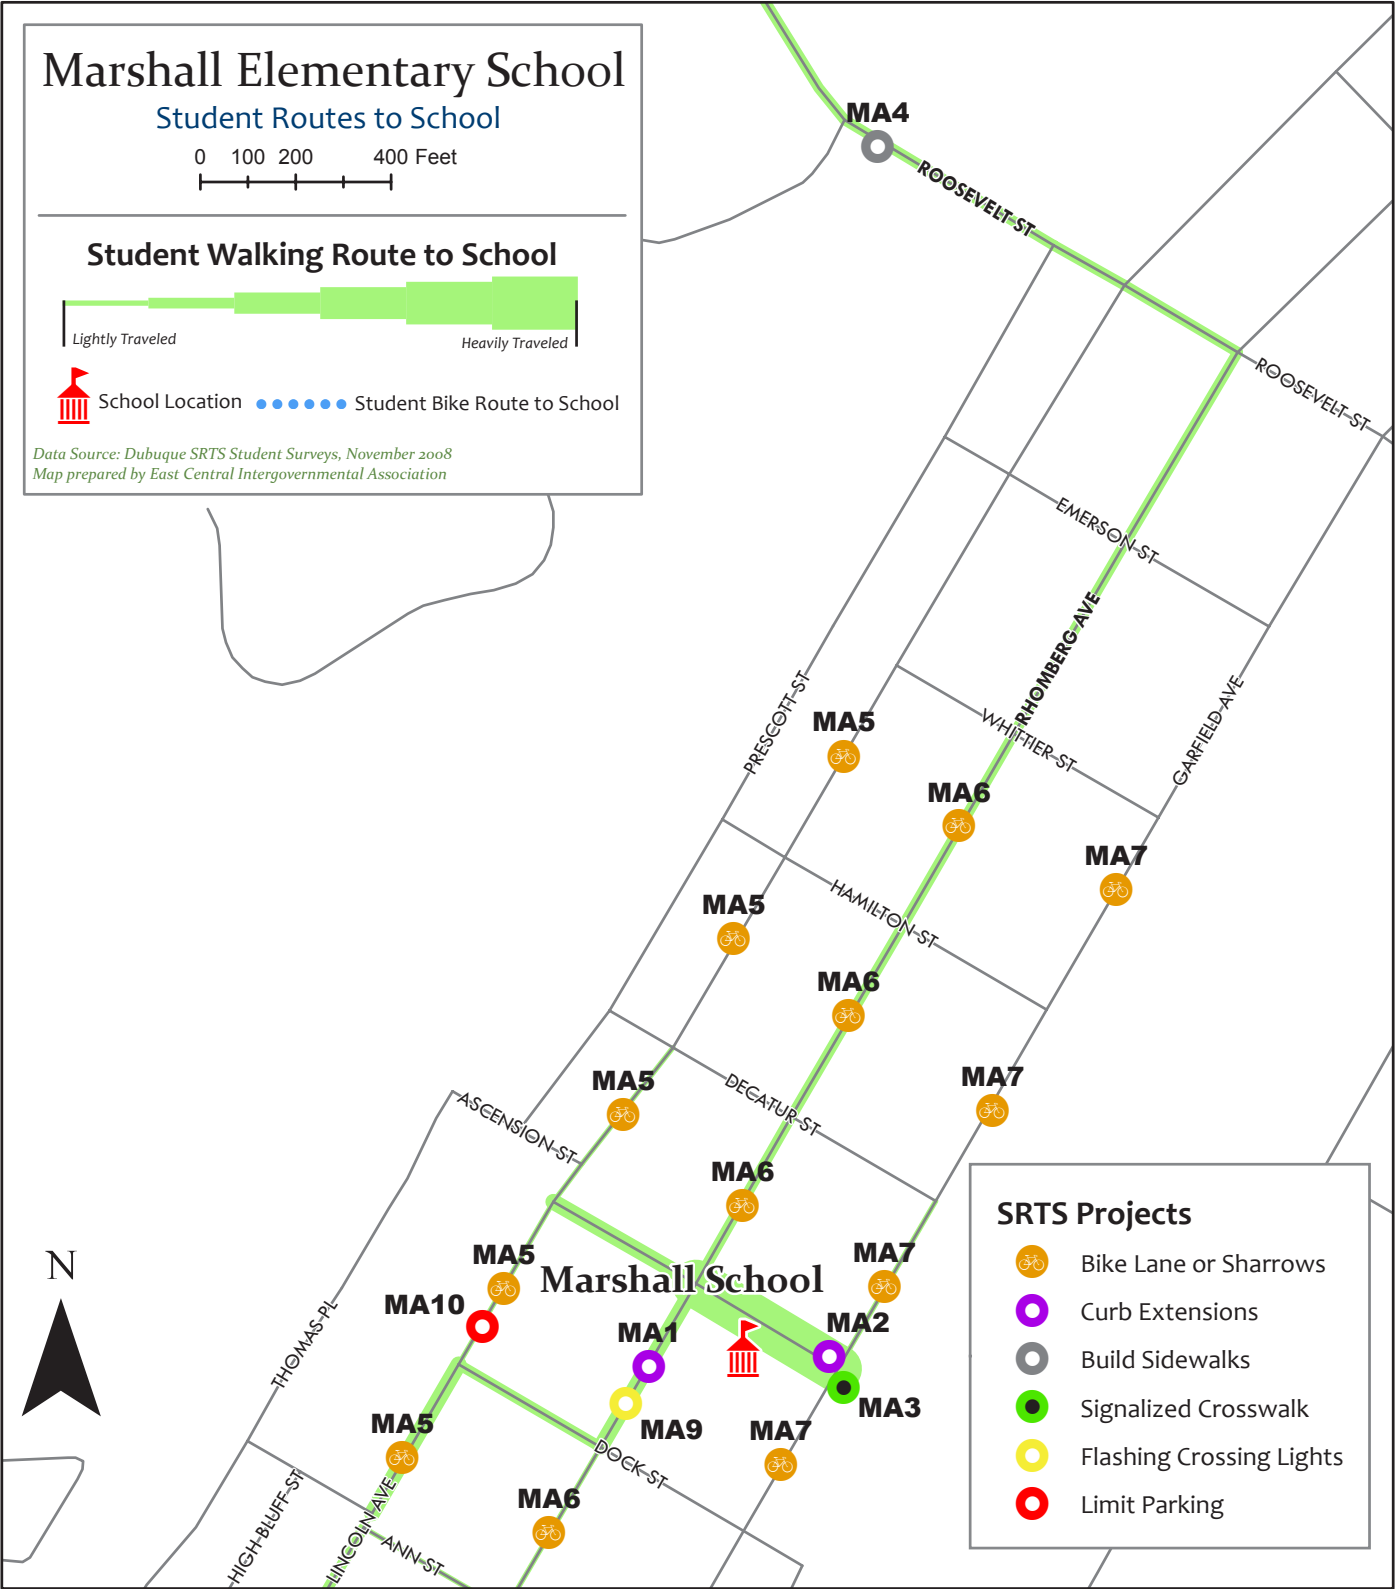 Marshall Elementary School
Student Routes to School
0 100 200 400 Feet
Student Walking Route to School
Lightly Traveled
Heavily Traveled
School Location
Student Bike Route to School
Data Source: Dubuque SRTS Student Surveys, November 2008
Map prepared by East Central Intergovernmental Association
MA4
ROOSEVELT ST
ROOSEVELT ST
EMERSON ST
RHOMBERG AVE
PRESCOTT ST
GARFIELD AVE
WHITTIER ST
MA5
MA6
MA7
HAMILTON ST
MA5
MA6
MA7
DECATUR ST
MA5
ASCENSION ST
MA6
MA7
MA5
Marshall School
MA10
MA1
MA2
THOMAS PL
MA3
MA9
MA5
MA7
DOCK ST
MA6
HIGH BLUFF ST
LINCOLN AVE
ANN ST
N
SRTS Projects
Bike Lane or Sharrows
Curb Extensions
Build Sidewalks
Signalized Crosswalk
Flashing Crossing Lights
Limit Parking